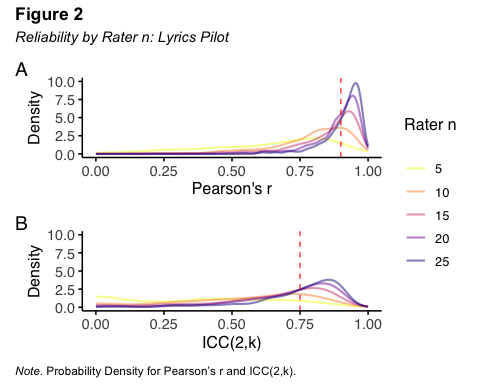 Figure 2
Reliability by Rater n: Lyrics Pilot
A
10.0
7.5
5.0
2.5
0.0
Density
0.00 0.25 0.50 0.75 1.00
Pearson's r
B
10.0
7.5
5.0
2.5
0.0
Density
0.00 0.25 0.50 0.75 1.00
ICC(2,k)
Rater n
5
10
15
20
25
Note. Probability Density for Pearson's r and ICC(2,k).